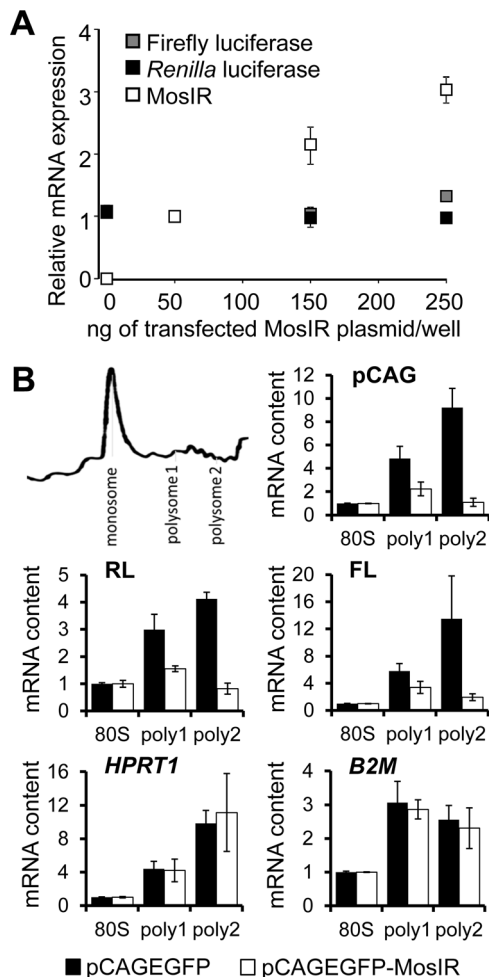 A
Relative mRNA expression
4
3
2
1
0
Firefly luciferase
Renilla luciferase
MosIR
0 50 100 150 200 250
ng of transfected MosIR plasmid/well
B
monosome
polysome 1
polysome 2
pCAG
mRNA content
12
10
8
6
4
2
0
80S poly1 poly2
RL
mRNA content
5
4
3
2
1
0
80S poly1 poly2
FL
mRNA content
20
16
12
8
4
0
80S poly1 poly2
HPRT1
mRNA content
16
12
8
4
0
80S poly1 poly2
B2M
mRNA content
4
3
2
1
0
80S poly1 poly2
pCAGEGFP pCAGEGFP-MosIR